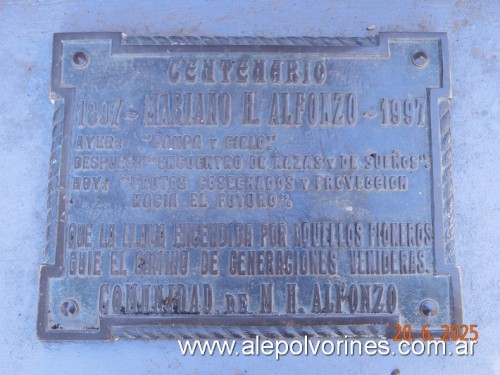 CENTENARIO
1897 - MARIANO H. ALFONZO - 1997
AYER: "PAMPA Y CIELO"
DESPUES: "ENCUENTRO DE RAZAS Y DE SUEÑOS".
HOY: "FRUTOS COSECHADOS Y PROYECCION
HACIA EL FUTURO".
QUE LA LLAMA ENCENDIDA POR AQUELLOS PIONEROS
GUIE EL CAMINO DE GENERACIONES VENIDERAS.
COMUNIDAD DE M. H. ALFONZO
20.6.2025
www.alepolvorines.com.ar